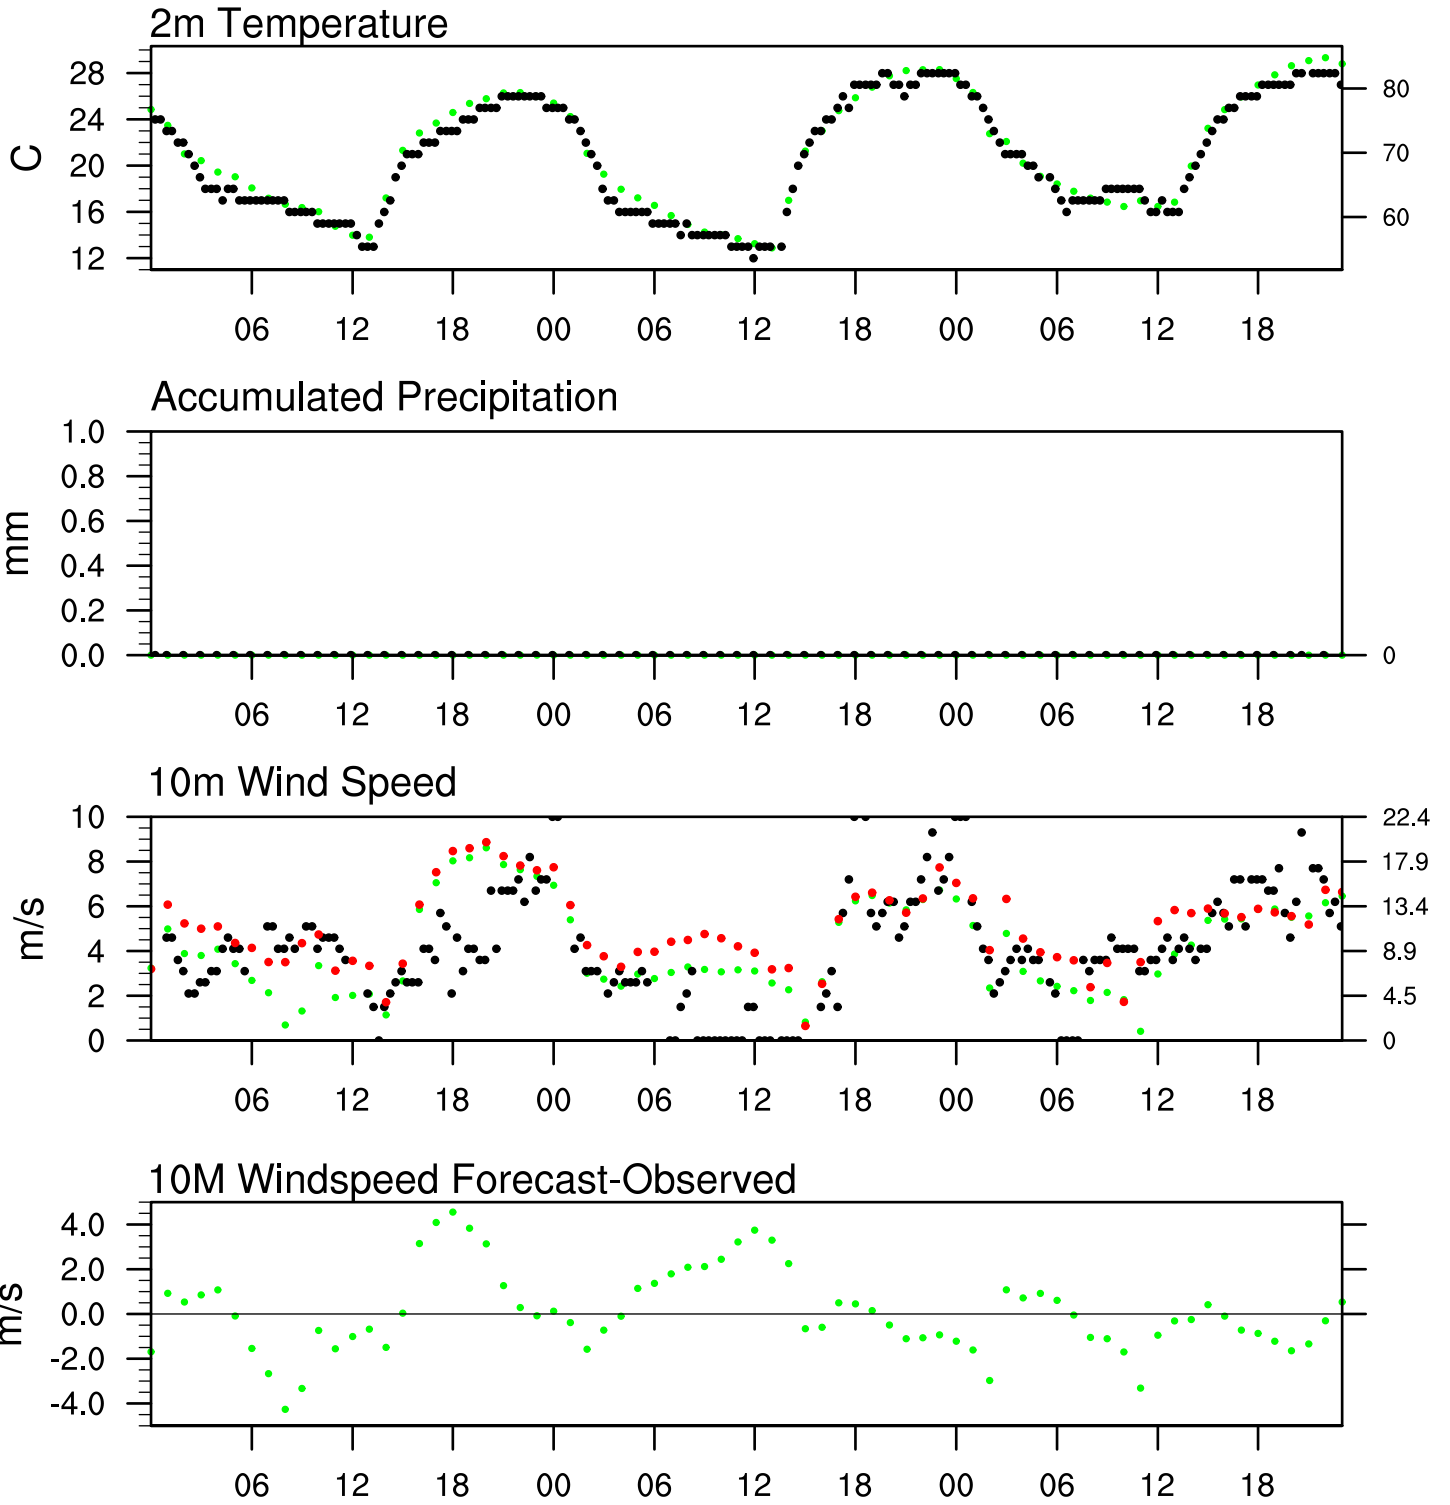 2m Temperature
28
24
20
16
12
C
80
70
60
06 12 18 00 06 12 18 00 06 12 18
Accumulated Precipitation
1.0
0.8
0.6
0.4
0.2
0.0
mm
0
06 12 18 00 06 12 18 00 06 12 18
10m Wind Speed
10
8
6
4
2
0
m/s
22.4
17.9
13.4
8.9
4.5
0
06 12 18 00 06 12 18 00 06 12 18
10M Windspeed Forecast-Observed
4.0
2.0
0.0
-2.0
-4.0
m/s
06 12 18 00 06 12 18 00 06 12 18